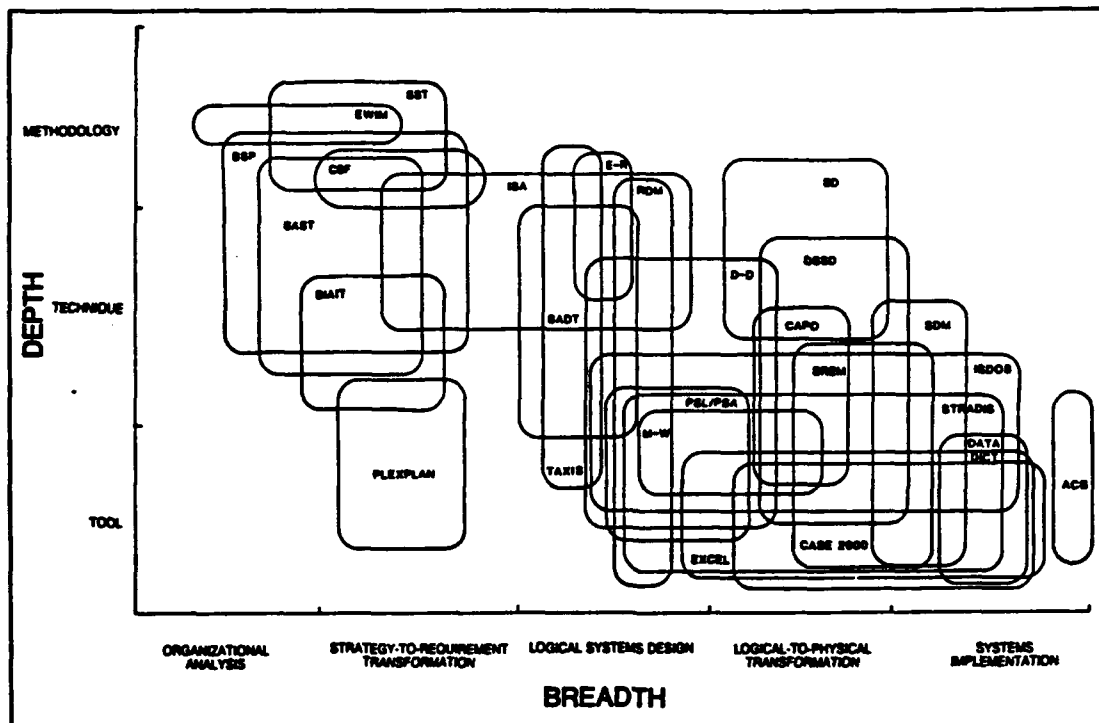 SST
EWIM
METHODOLOGY
BSP
CSF
E-R
ISA
RDM
SD
SAST
DSSD
D-D
BIAIT
TECHNIQUE
SADT
CAPO
SDM
SREM
ISDOS
PSL/PSA
STRADIS
M-W
DATA
DICT
PLEXPLAN
TAXIS
ACS
TOOL
CASE 2000
EXCEL
DEPTH
ORGANIZATIONAL
ANALYSIS
STRATEGY-TO-REQUIREMENT
TRANSFORMATION
LOGICAL SYSTEMS DESIGN
LOGICAL-TO-PHYSICAL
TRANSFORMATION
SYSTEMS
IMPLEMENTATION
BREADTH